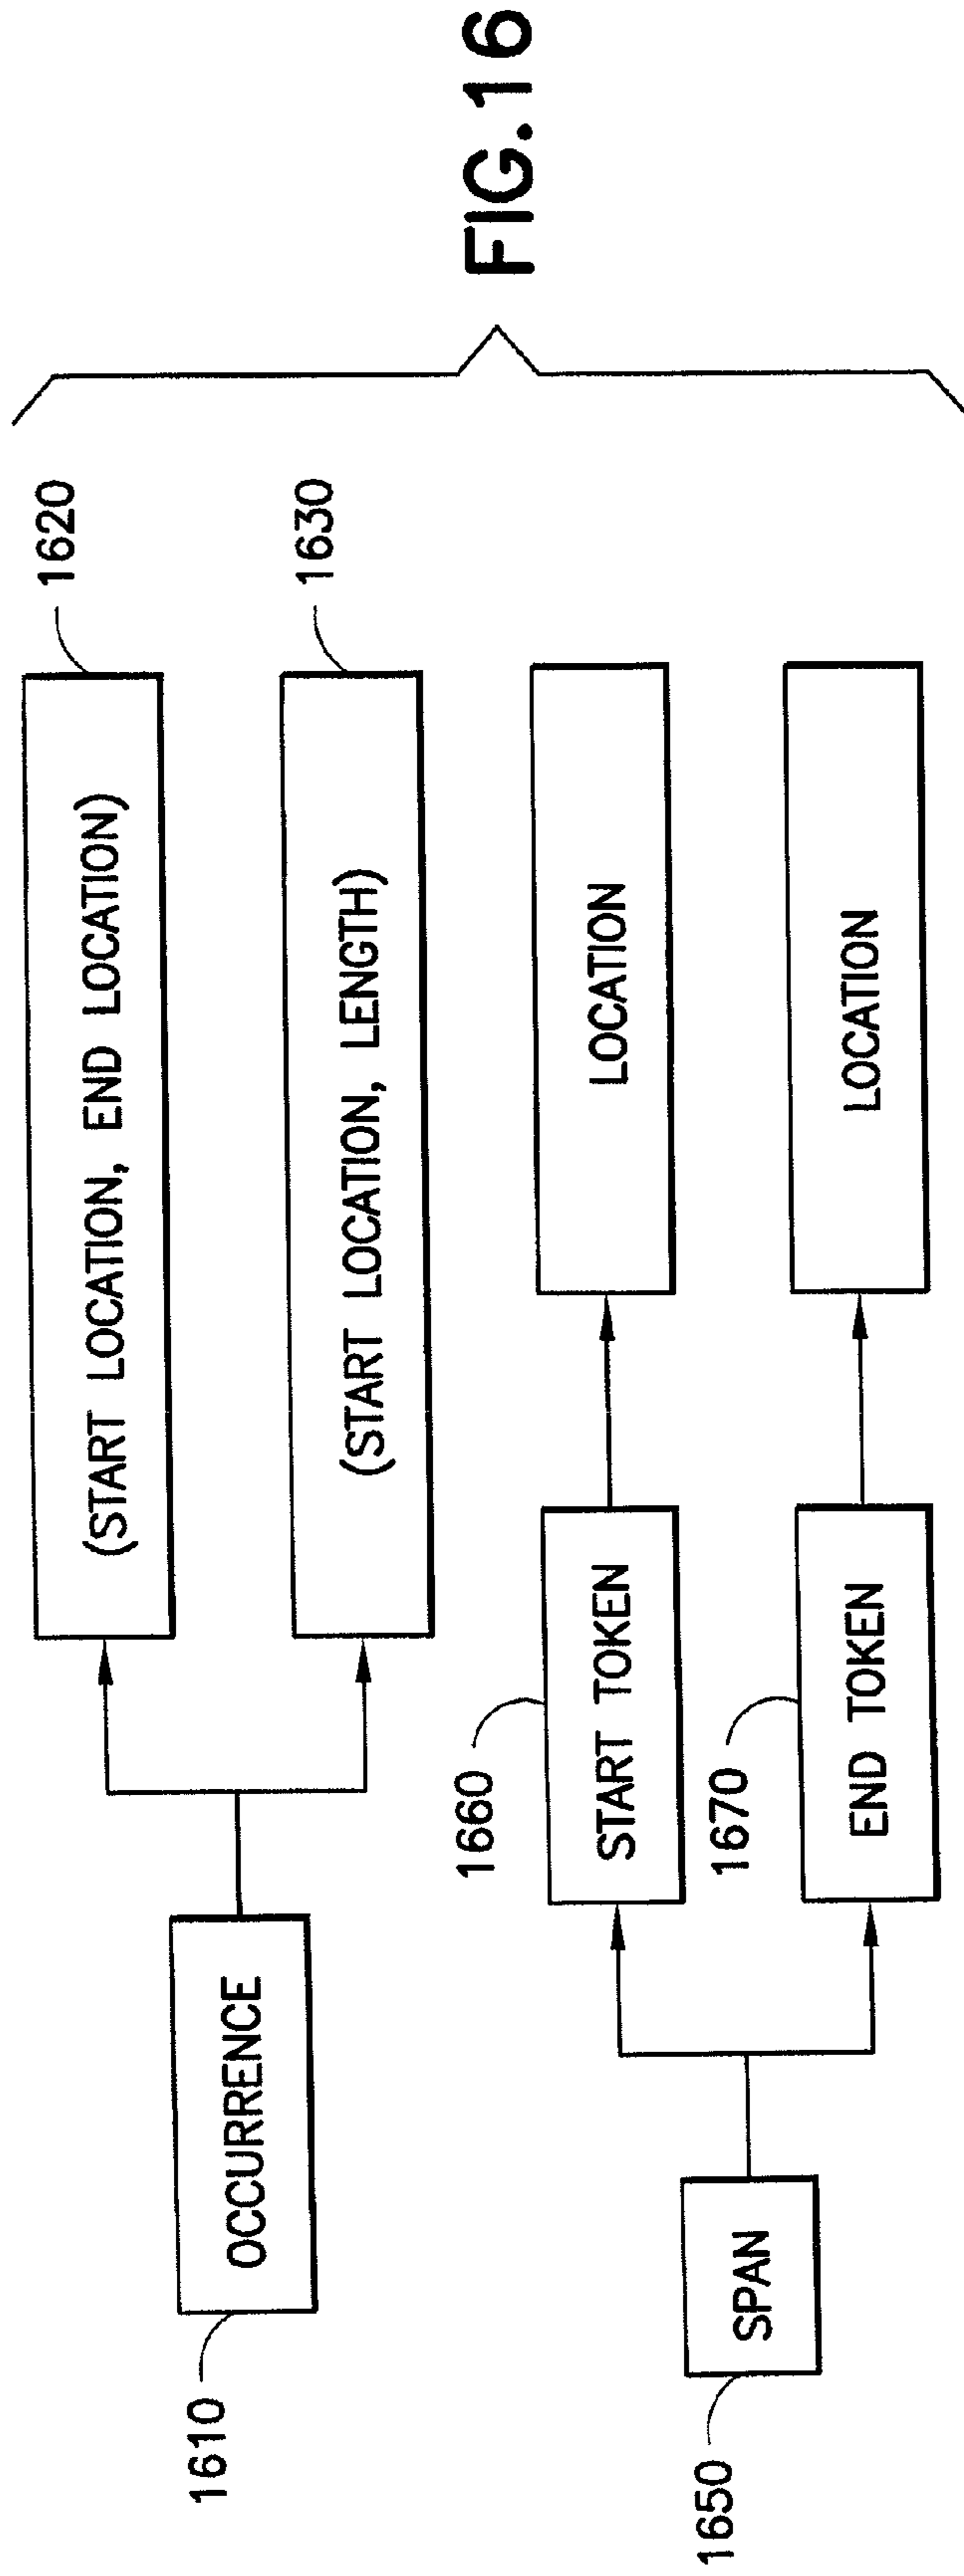 1610
OCCURRENCE
(START LOCATION, END LOCATION)
1620
(START LOCATION, LENGTH)
1630
1650
SPAN
1660
START TOKEN
LOCATION
1670
END TOKEN
LOCATION
FIG.16